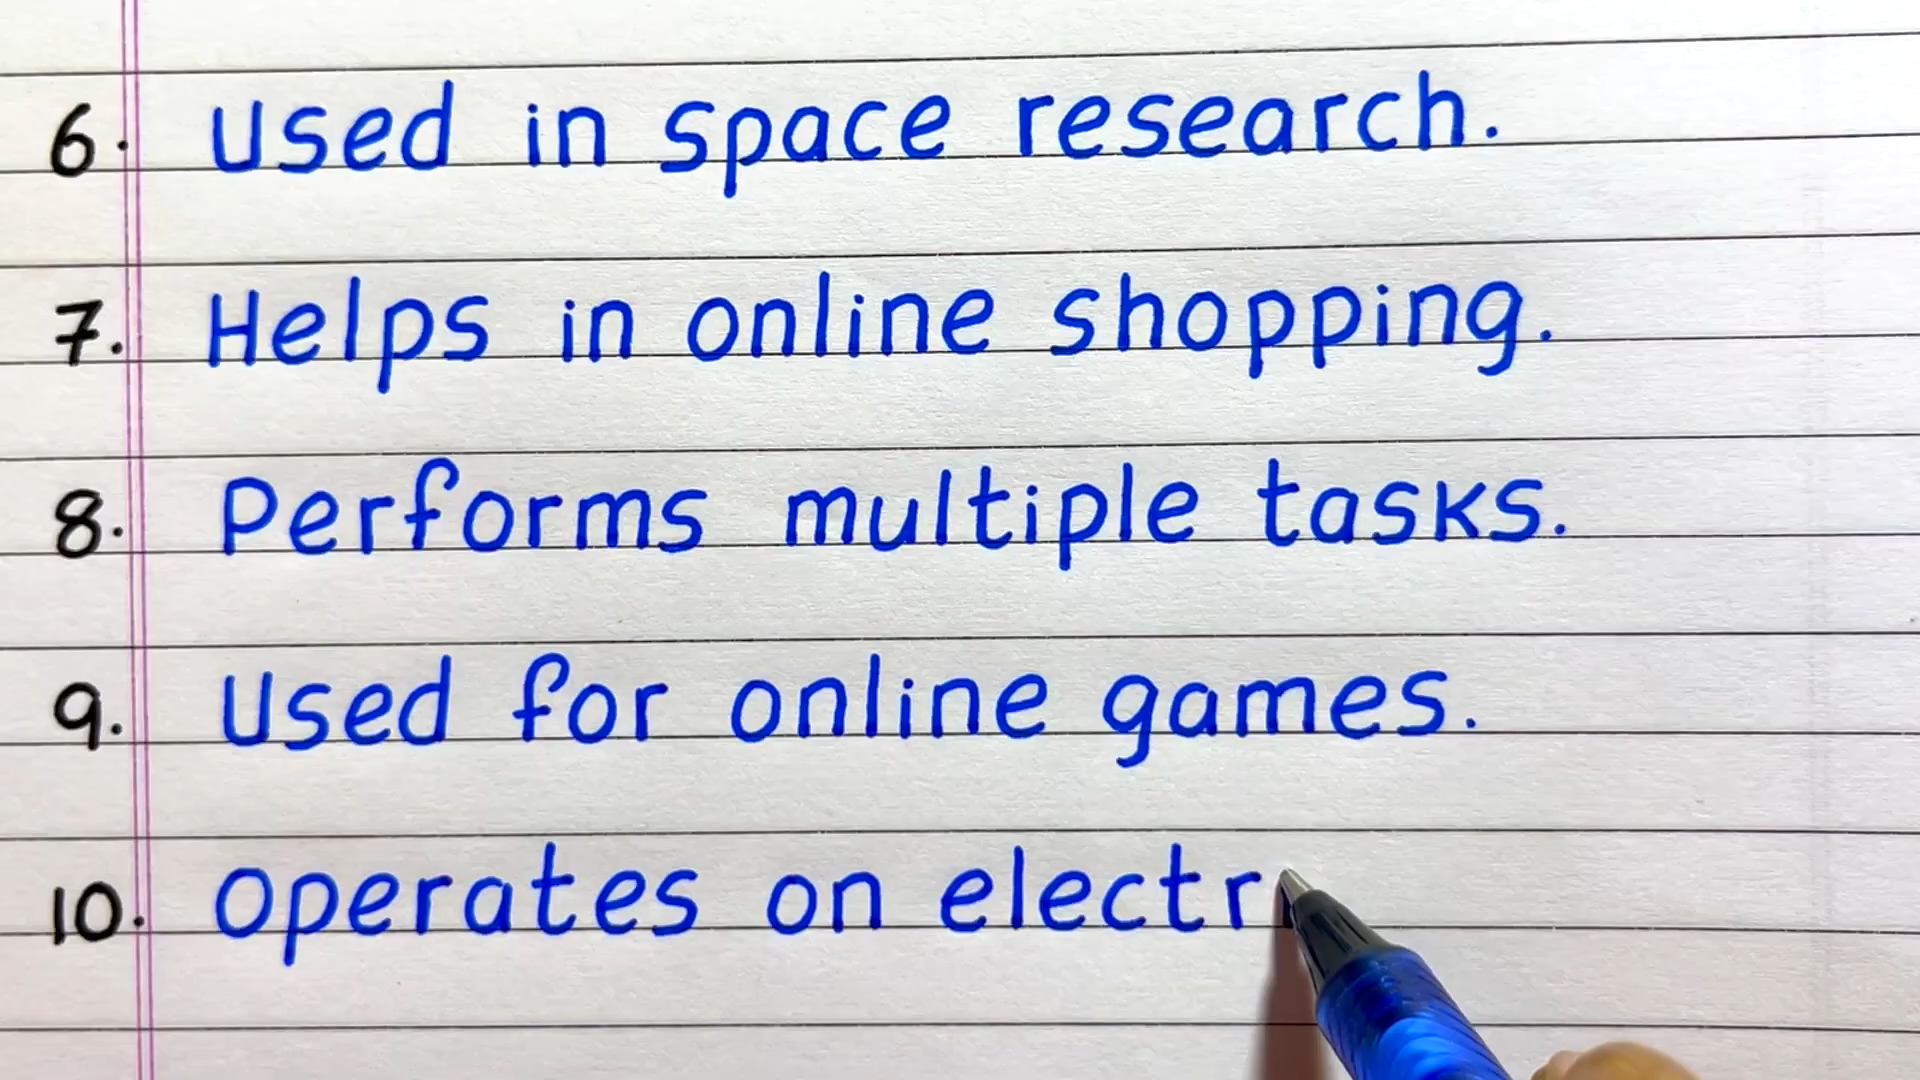 6. Used in space research.
7. Helps in online shopping.
8. Performs multiple tasks.
9. Used for online games.
10. Operates on electr